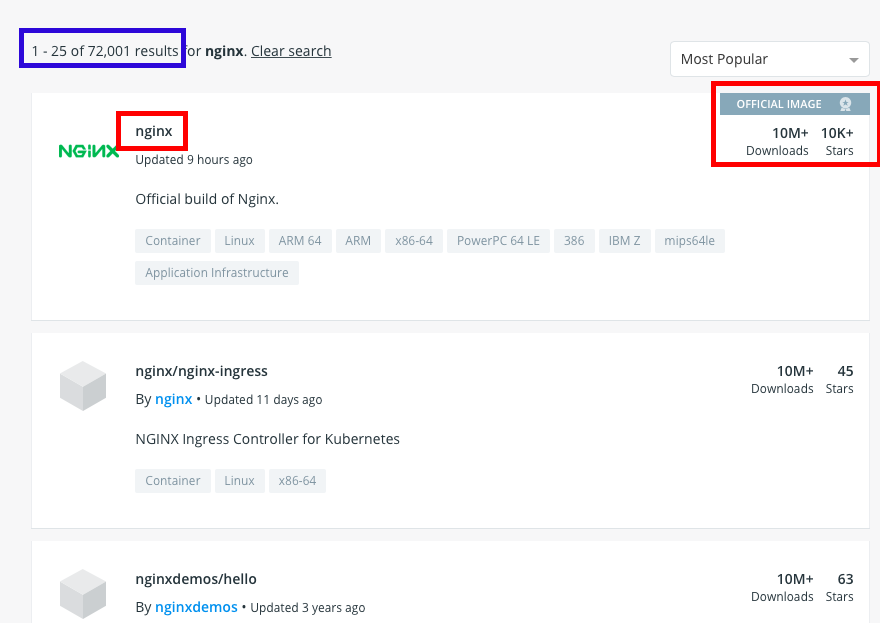 1 - 25 of 72,001 results for nginx. Clear search
Most Popular
OFFICIAL IMAGE
NGINX
nginx
10M+ 10K+
Downloads Stars
Updated 9 hours ago
Official build of Nginx.
Container Linux ARM 64 ARM x86-64 PowerPC 64 LE 386 IBM Z mips64le
Application Infrastructure
nginx/nginx-ingress
10M+ 45
Downloads Stars
By nginx • Updated 11 days ago
NGINX Ingress Controller for Kubernetes
Container Linux x86-64
nginxdemos/hello
10M+ 63
Downloads Stars
By nginxdemos • Updated 3 years ago